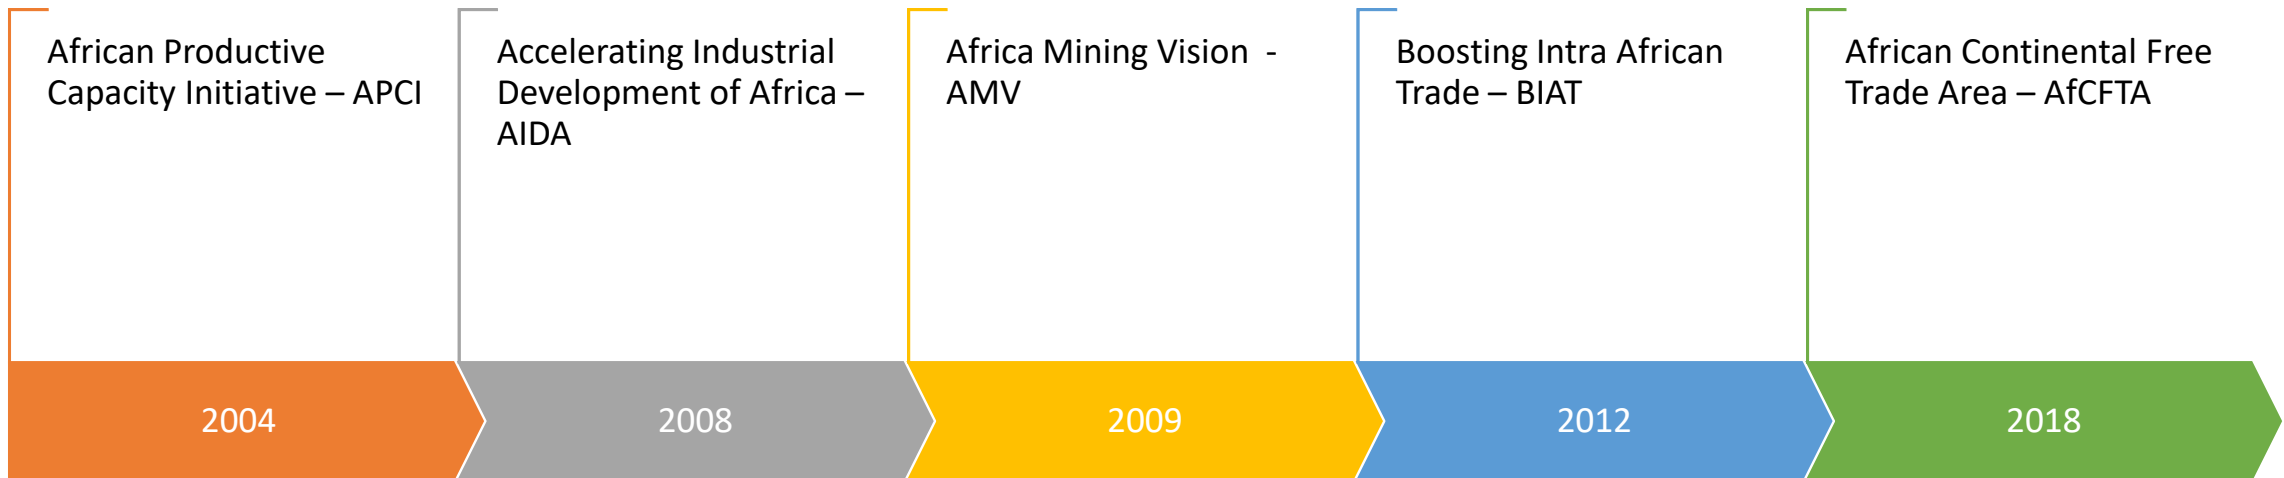 African Productive
Capacity Initiative – APCI
Accelerating Industrial
Development of Africa –
AIDA
Africa Mining Vision  -
AMV
Boosting Intra African
Trade – BIAT
African Continental Free
Trade Area – AfCFTA
2004
2008
2009
2012
2018